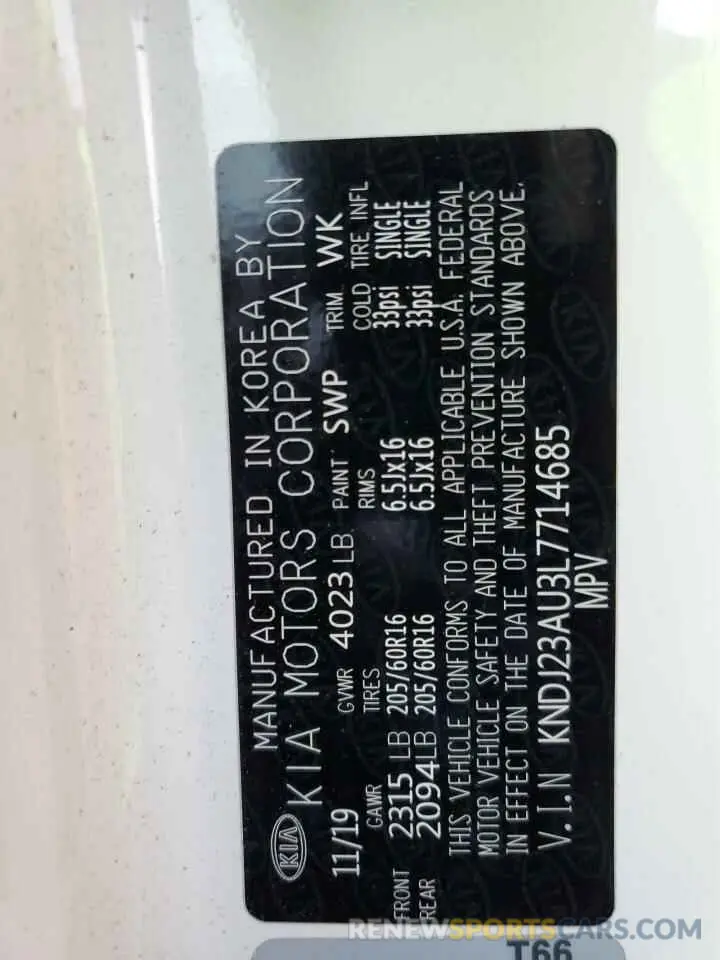 MANUFACTURED IN KOREA BY
KIA KIA MOTORS CORPORATION
11/19 GVWR 4023 LB PAINT SWP TRIM WK
GAWR TIRES RIMS COLD TIRE INFL
FRONT 2315 LB 205/60R16 6.5Jx16 33psi SINGLE
REAR 2094 LB 205/60R16 6.5Jx16 33psi SINGLE
THIS VEHICLE CONFORMS TO ALL APPLICABLE U.S.A. FEDERAL
MOTOR VEHICLE SAFETY AND THEFT PREVENTION STANDARDS
IN EFFECT ON THE DATE OF MANUFACTURE SHOWN ABOVE.
V.I.N KNDJ23AU3L7714685
MPV
T66
RENEWSPORTSCARS.COM